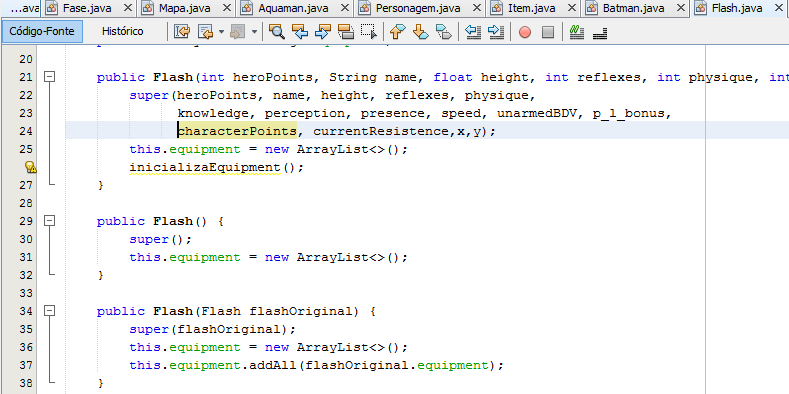 ...ava Fase.java Mapa.java Aquaman.java Personagem.java Item.java Batman.java Flash.java
Código-Fonte Histórico
20
21 public Flash(int heroPoints, String name, float height, int reflexes, int physique, int
22 super(heroPoints, name, height, reflexes, physique,
23 knowledge, perception, presence, speed, unarmedBDV, p_l_bonus,
24 characterPoints, currentResistence,x,y);
25 this.equipment = new ArrayList<>();
inicializaEquipment();
27 }
28
29 public Flash() {
30 super();
31 this.equipment = new ArrayList<>();
32 }
33
34 public Flash(Flash flashOriginal) {
35 super(flashOriginal);
36 this.equipment = new ArrayList<>();
37 this.equipment.addAll(flashOriginal.equipment);
38 }